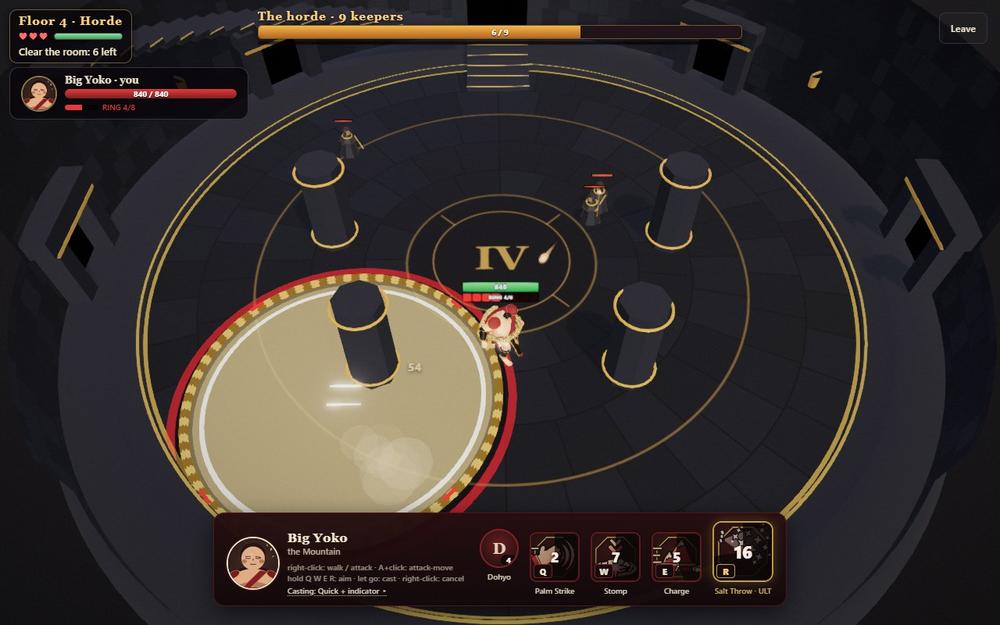 Floor 4 · Horde
Clear the room: 6 left
The horde · 9 keepers
6 / 9
Leave
Big Yoko · you
840 / 840
RING 4/8
IV
840
RING 4/8
54
Big Yoko
the Mountain
right-click: walk / attack · A+click: attack-move
hold Q W E R: aim · let go: cast · right-click: cancel
Casting: Quick + indicator
D
4
Dohyo
2
Q
Palm Strike
7
W
Stomp
5
E
Charge
16
R
Salt Throw · ULT